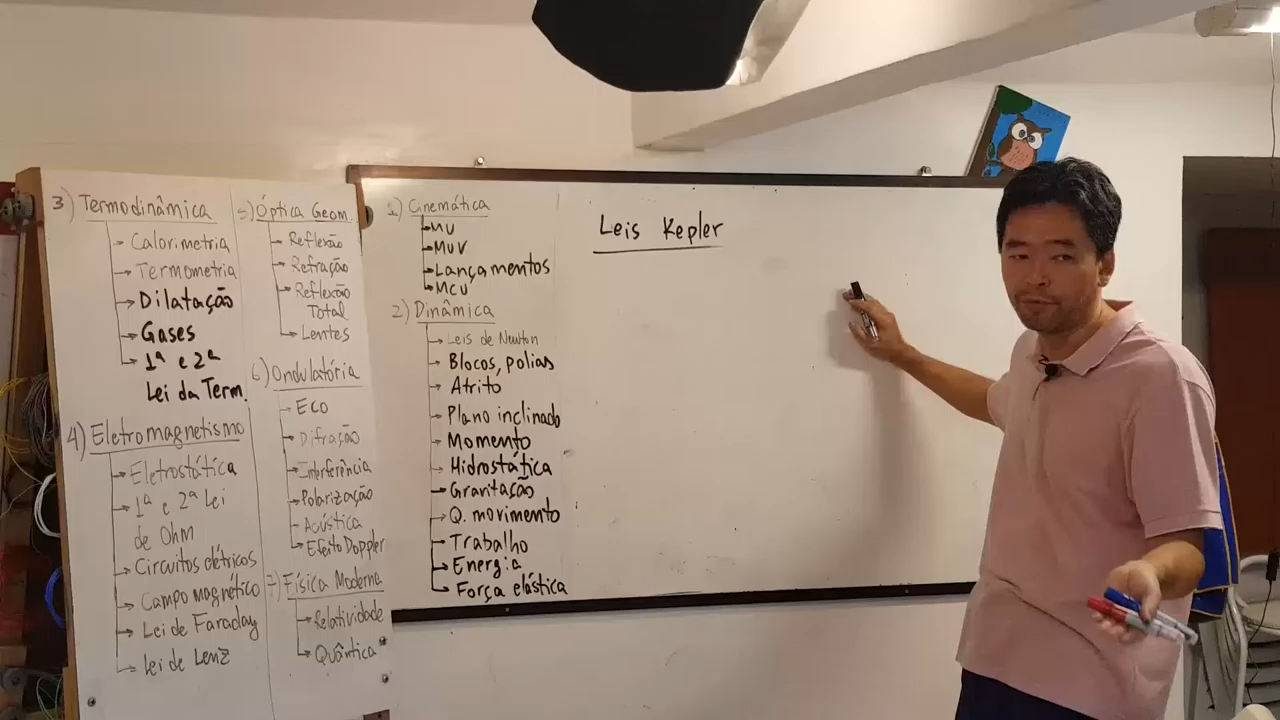 3) Termodinâmica
Calorimetria
Termometria
Dilatação
Gases
1ª e 2ª
Lei da Term.
4) Eletromagnetismo
Eletrostática
1ª e 2ª Lei
de Ohm
Circuitos elétricos
Campo magnético
Lei de Faraday
Lei de Lenz
5) Óptica Geom.
Reflexão
Refração
Reflexão
Total
Lentes
6) Ondulatória
Eco
Difração
Interferência
Polarização
Acústica
Efeito Doppler
7) Física Moderna
Relatividade
Quântica
1) Cinemática
MU
MUV
Lançamentos
MCU
2) Dinâmica
Leis de Newton
Blocos, polias
Atrito
Plano inclinado
Momento
Hidrostática
Gravitação
Q. movimento
Trabalho
Energia
Força elástica
Leis Kepler